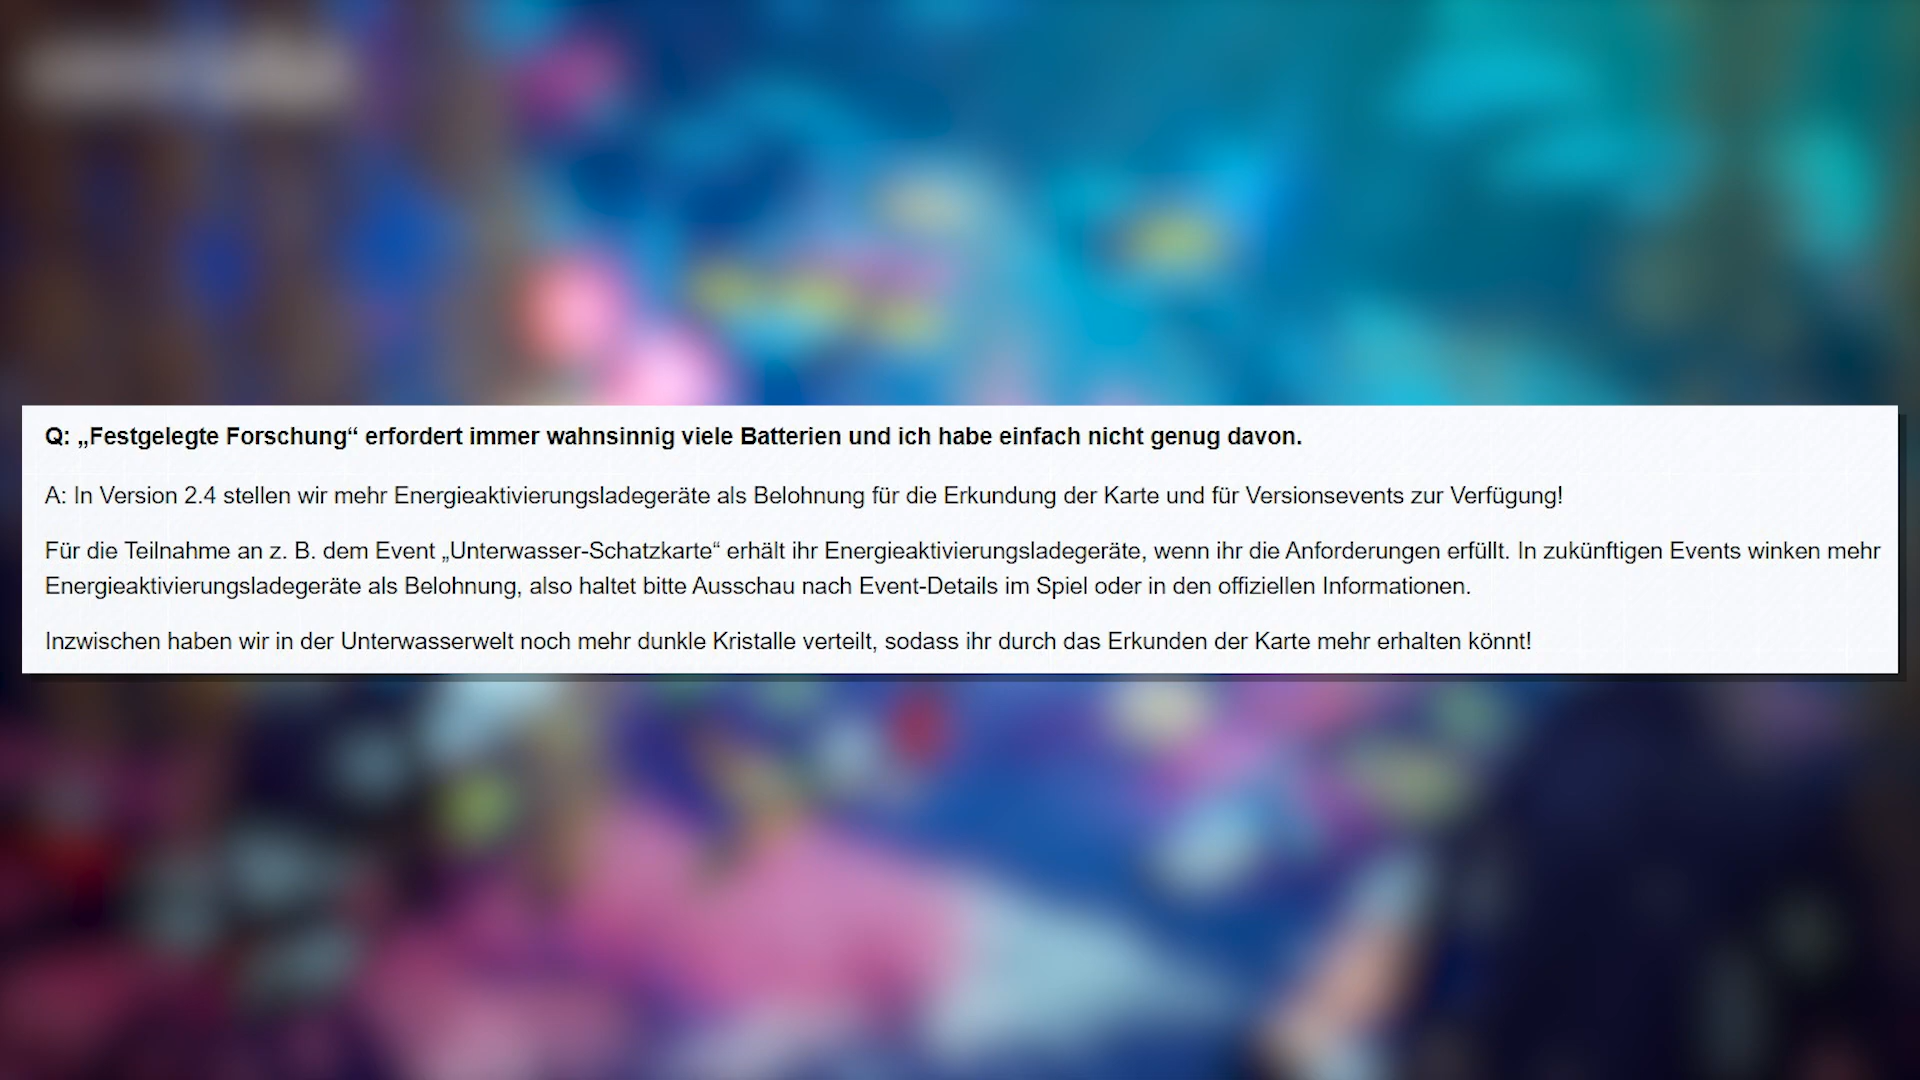 Q: „Festgelegte Forschung“ erfordert immer wahnsinnig viele Batterien und ich habe einfach nicht genug davon.
A: In Version 2.4 stellen wir mehr Energieaktivierungsladegeräte als Belohnung für die Erkundung der Karte und für Versionsevents zur Verfügung!
Für die Teilnahme an z. B. dem Event „Unterwasser-Schatzkarte“ erhält ihr Energieaktivierungsladegeräte, wenn ihr die Anforderungen erfüllt. In zukünftigen Events winken mehr
Energieaktivierungsladegeräte als Belohnung, also haltet bitte Ausschau nach Event-Details im Spiel oder in den offiziellen Informationen.
Inzwischen haben wir in der Unterwasserwelt noch mehr dunkle Kristalle verteilt, sodass ihr durch das Erkunden der Karte mehr erhalten könnt!